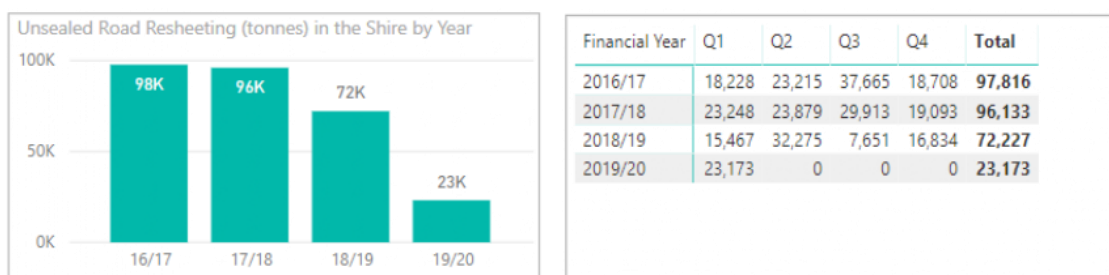 Unsealed Road Resheeting (tonnes) in the Shire by Year
100K
98K
96K
72K
50K
23K
0K
16/17 17/18 18/19 19/20
Financial Year Q1 Q2 Q3 Q4 Total
2016/17 18,228 23,215 37,665 18,708 97,816
2017/18 23,248 23,879 29,913 19,093 96,133
2018/19 15,467 32,275 7,651 16,834 72,227
2019/20 23,173 0 0 0 23,173